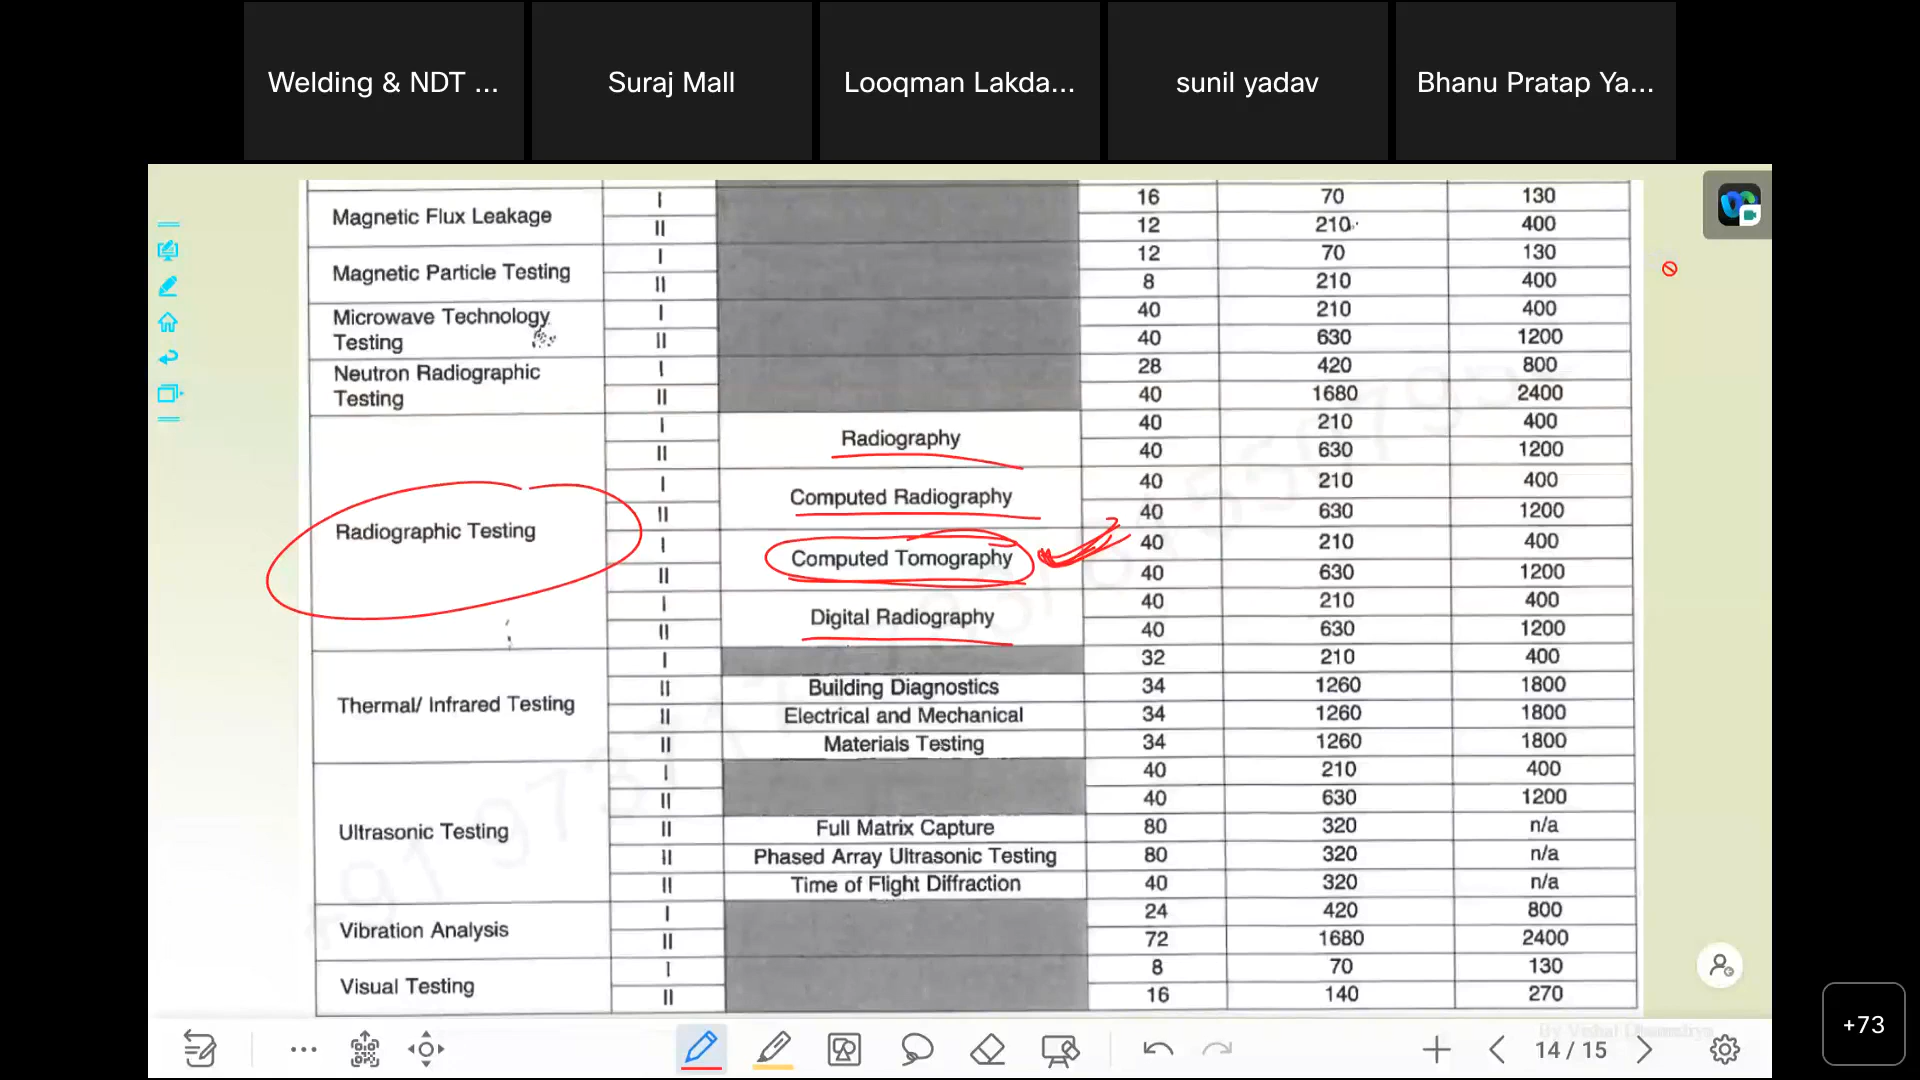 Welding & NDT ...
Suraj Mall
Looqman Lakda...
sunil yadav
Bhanu Pratap Ya...
Magnetic Flux Leakage
I 16 70 130
II 12 210 400
Magnetic Particle Testing
I 12 70 130
II 8 210 400
Microwave Technology
Testing
I 40 210 400
II 40 630 1200
Neutron Radiographic
Testing
I 28 420 800
II 40 1680 2400
Radiographic Testing
Radiography
I 40 210 400
II 40 630 1200
Computed Radiography
I 40 210 400
II 40 630 1200
Computed Tomography
I 40 210 400
II 40 630 1200
Digital Radiography
I 40 210 400
II 40 630 1200
Thermal/ Infrared Testing
I 32 210 400
II Building Diagnostics 34 1260 1800
II Electrical and Mechanical 34 1260 1800
II Materials Testing 34 1260 1800
Ultrasonic Testing
I 40 210 400
II 40 630 1200
II Full Matrix Capture 80 320 n/a
II Phased Array Ultrasonic Testing 80 320 n/a
II Time of Flight Diffraction 40 320 n/a
Vibration Analysis
I 24 420 800
II 72 1680 2400
Visual Testing
I 8 70 130
II 16 140 270
14 / 15
+73